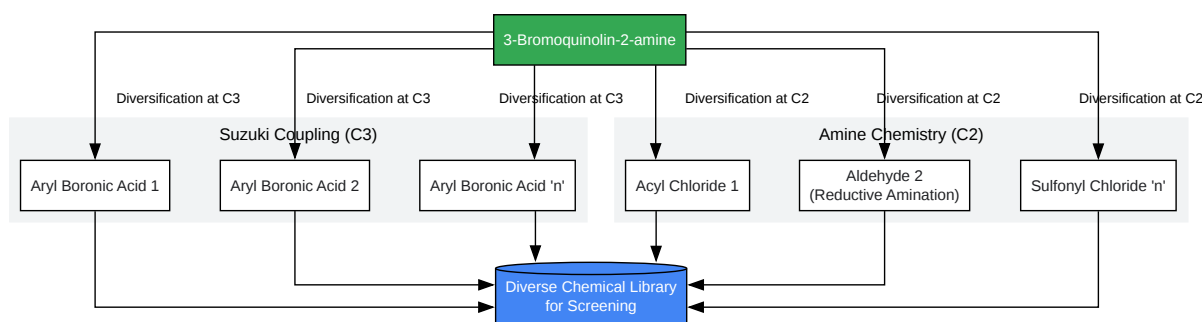 3-Bromoquinolin-2-amine
Diversification at C3
Diversification at C3
Diversification at C3
Diversification at C2
Diversification at C2
Diversification at C2
Suzuki Coupling (C3)
Amine Chemistry (C2)
Aryl Boronic Acid 1
Aryl Boronic Acid 2
Aryl Boronic Acid 'n'
Acyl Chloride 1
Aldehyde 2
(Reductive Amination)
Sulfonyl Chloride 'n'
Diverse Chemical Library
for Screening